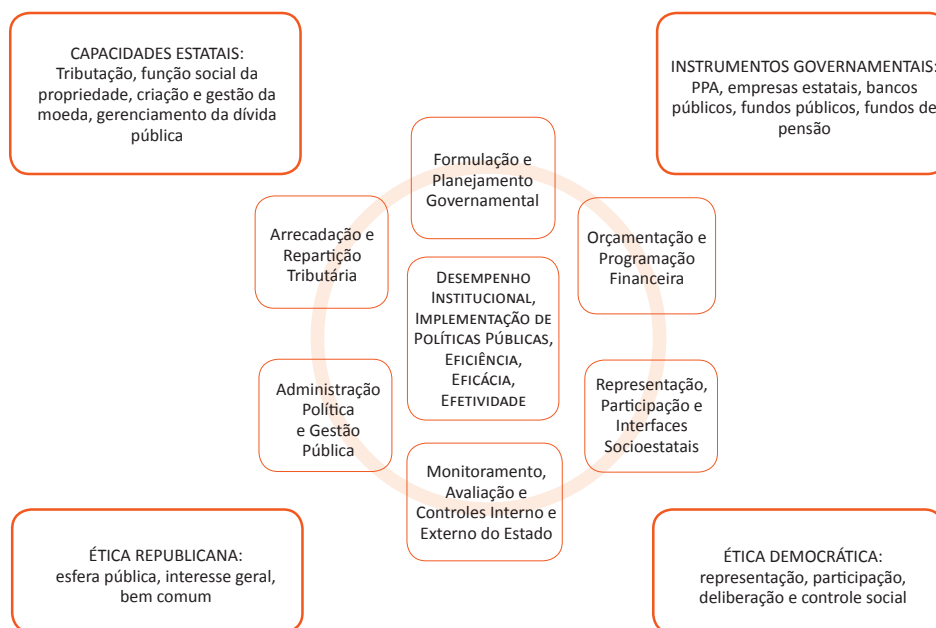 CAPACIDADES ESTATAIS:
Tributação, função social da
propriedade, criação e gestão da
moeda, gerenciamento da dívida
pública
INSTRUMENTOS GOVERNAMENTAIS:
PPA, empresas estatais, bancos
públicos, fundos públicos, fundos de
pensão
Formulação e
Planejamento
Governamental
Arrecadação e
Repartição
Tributária
Orçamentação e
Programação
Financeira
DESEMPENHO
INSTITUCIONAL,
IMPLEMENTAÇÃO DE
POLÍTICAS PÚBLICAS,
EFICIÊNCIA,
EFICÁCIA,
EFETIVIDADE
Administração
Política
e Gestão
Pública
Representação,
Participação e
Interfaces
Socioestatais
Monitoramento,
Avaliação e
Controles Interno e
Externo do Estado
ÉTICA REPUBLICANA:
esfera pública, interesse geral,
bem comum
ÉTICA DEMOCRÁTICA:
representação, participação,
deliberação e controle social